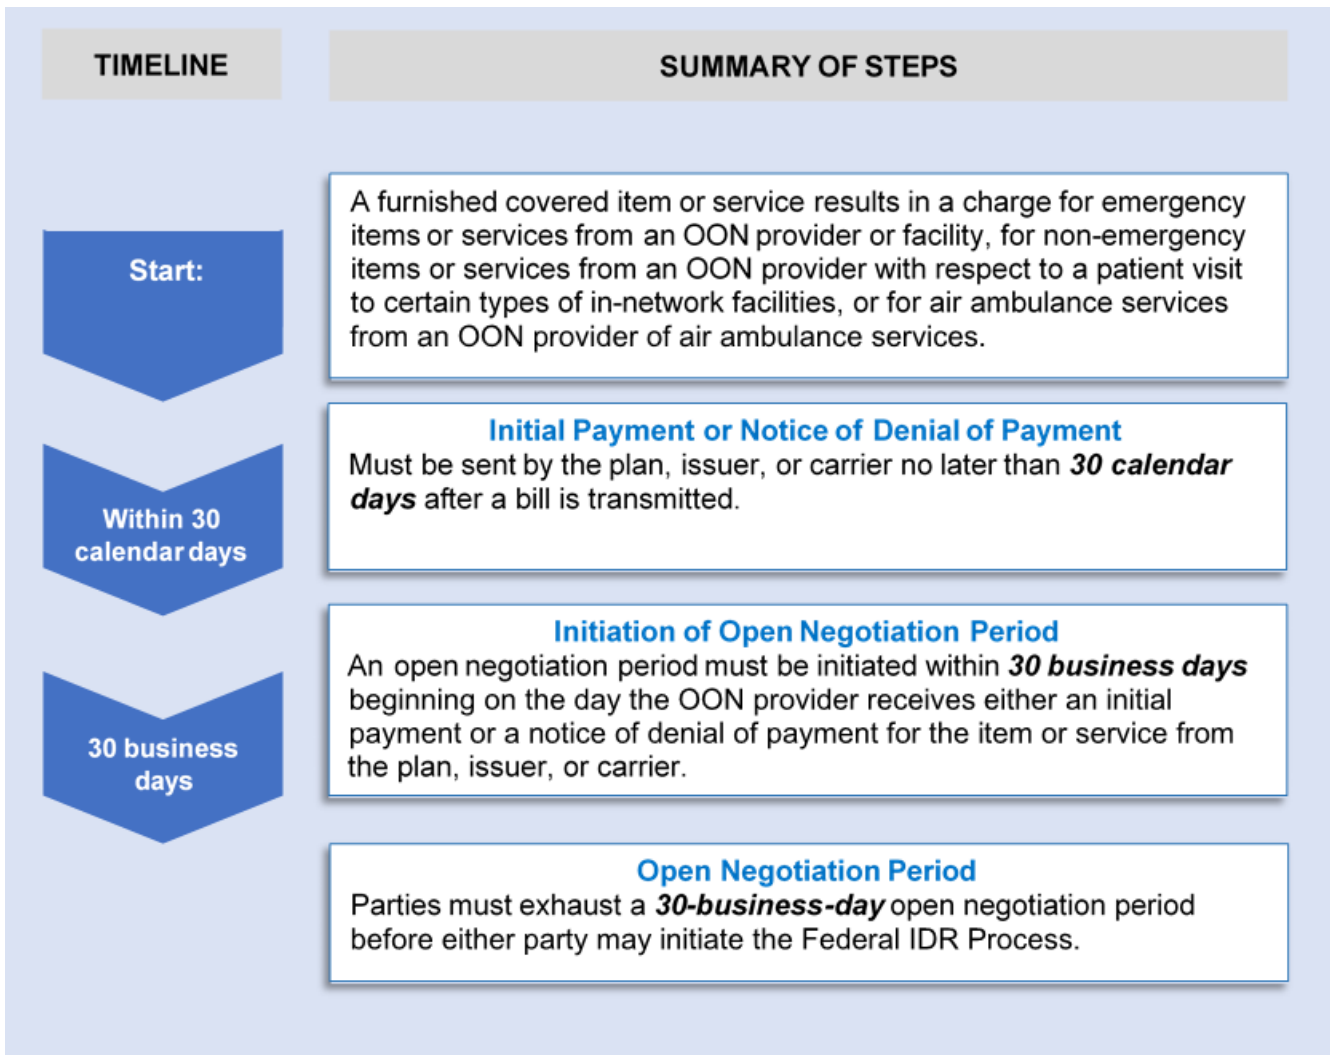 TIMELINE
SUMMARY OF STEPS
Start:
A furnished covered item or service results in a charge for emergency
items or services from an OON provider or facility, for non-emergency
items or services from an OON provider with respect to a patient visit
to certain types of in-network facilities, or for air ambulance services
from an OON provider of air ambulance services.
Within 30
calendar days
Initial Payment or Notice of Denial of Payment
Must be sent by the plan, issuer, or carrier no later than 30 calendar
days after a bill is transmitted.
30 business
days
Initiation of Open Negotiation Period
An open negotiation period must be initiated within 30 business days
beginning on the day the OON provider receives either an initial
payment or a notice of denial of payment for the item or service from
the plan, issuer, or carrier.
Open Negotiation Period
Parties must exhaust a 30-business-day open negotiation period
before either party may initiate the Federal IDR Process.